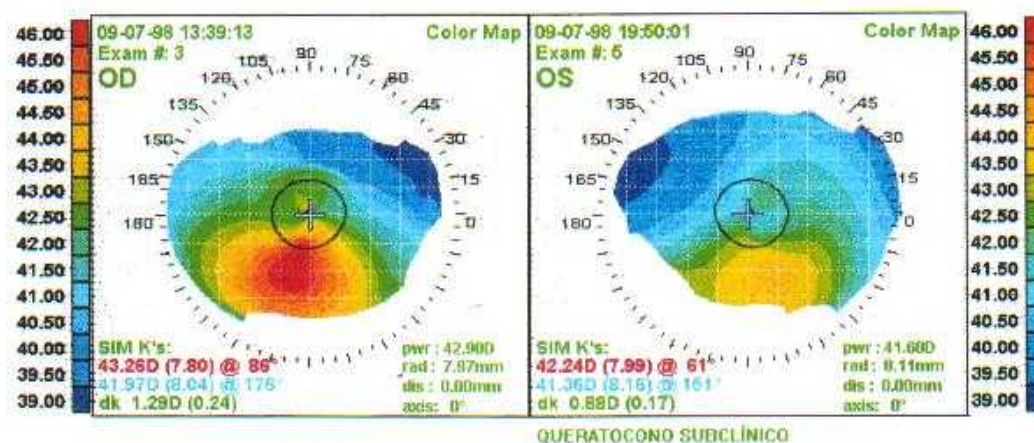 46.00
45.50
45.00
44.50
44.00
43.50
43.00
42.50
42.00
41.50
41.00
40.50
40.00
39.50
39.00
09-07-98 13:39:13 Color Map
Exam #: 3
OD
90
105 75
120 60
135 45
150 30
165 15
180 0
SIM K's:
43.26D (7.80) @ 86°
41.97D (8.04) @ 176°
dk 1.29D (0.24)
pwr : 42.90D
rad : 7.87mm
dis : 0.00mm
axis: 0°
09-07-98 19:50:01 Color Map
Exam #: 5
OS
90
105 75
120 60
135 45
150 30
165 15
180 0
SIM K's:
42.24D (7.99) @ 61°
41.36D (8.16) @ 151°
dk 0.88D (0.17)
pwr : 41.60D
rad : 8.11mm
dis : 0.00mm
axis: 0°
46.00
45.50
45.00
44.50
44.00
43.50
43.00
42.50
42.00
41.50
41.00
40.50
40.00
39.50
39.00
QUERATOCONO SUBCLÍNICO